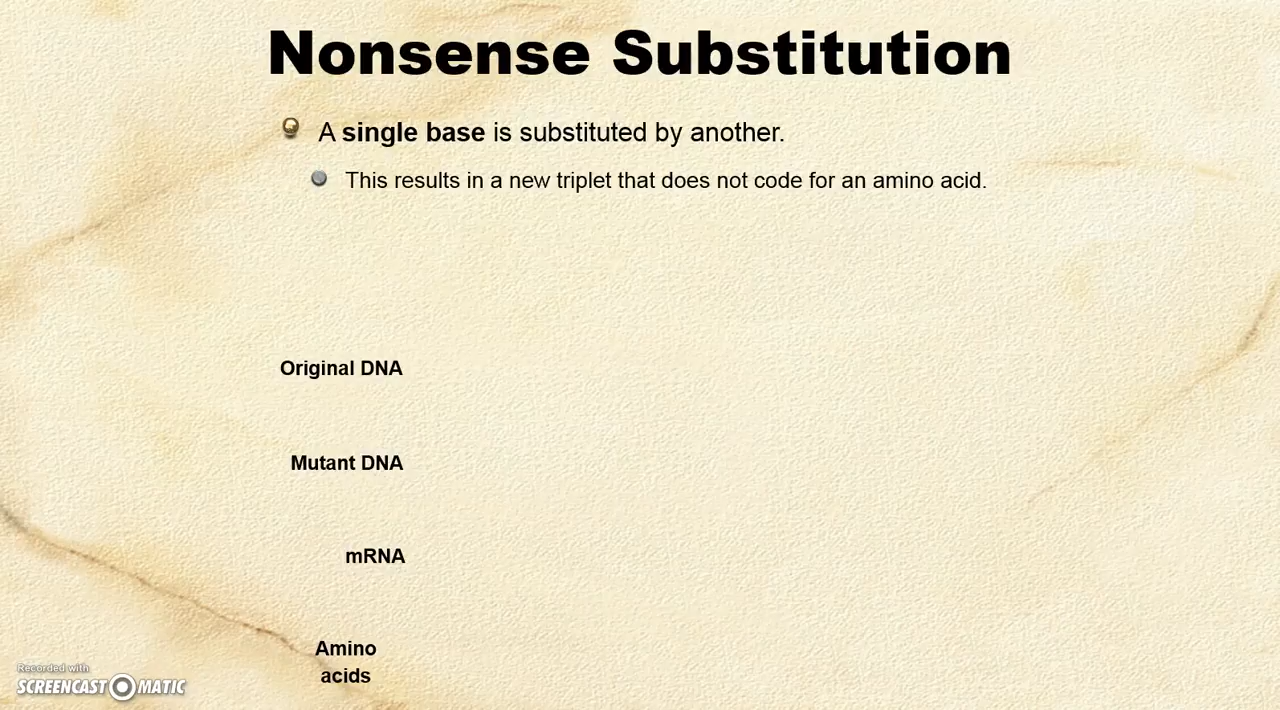 Nonsense Substitution
A single base is substituted by another.
This results in a new triplet that does not code for an amino acid.
Original DNA
Mutant DNA
mRNA
Amino
acids
Recorded with
SCREENCAST MATIC